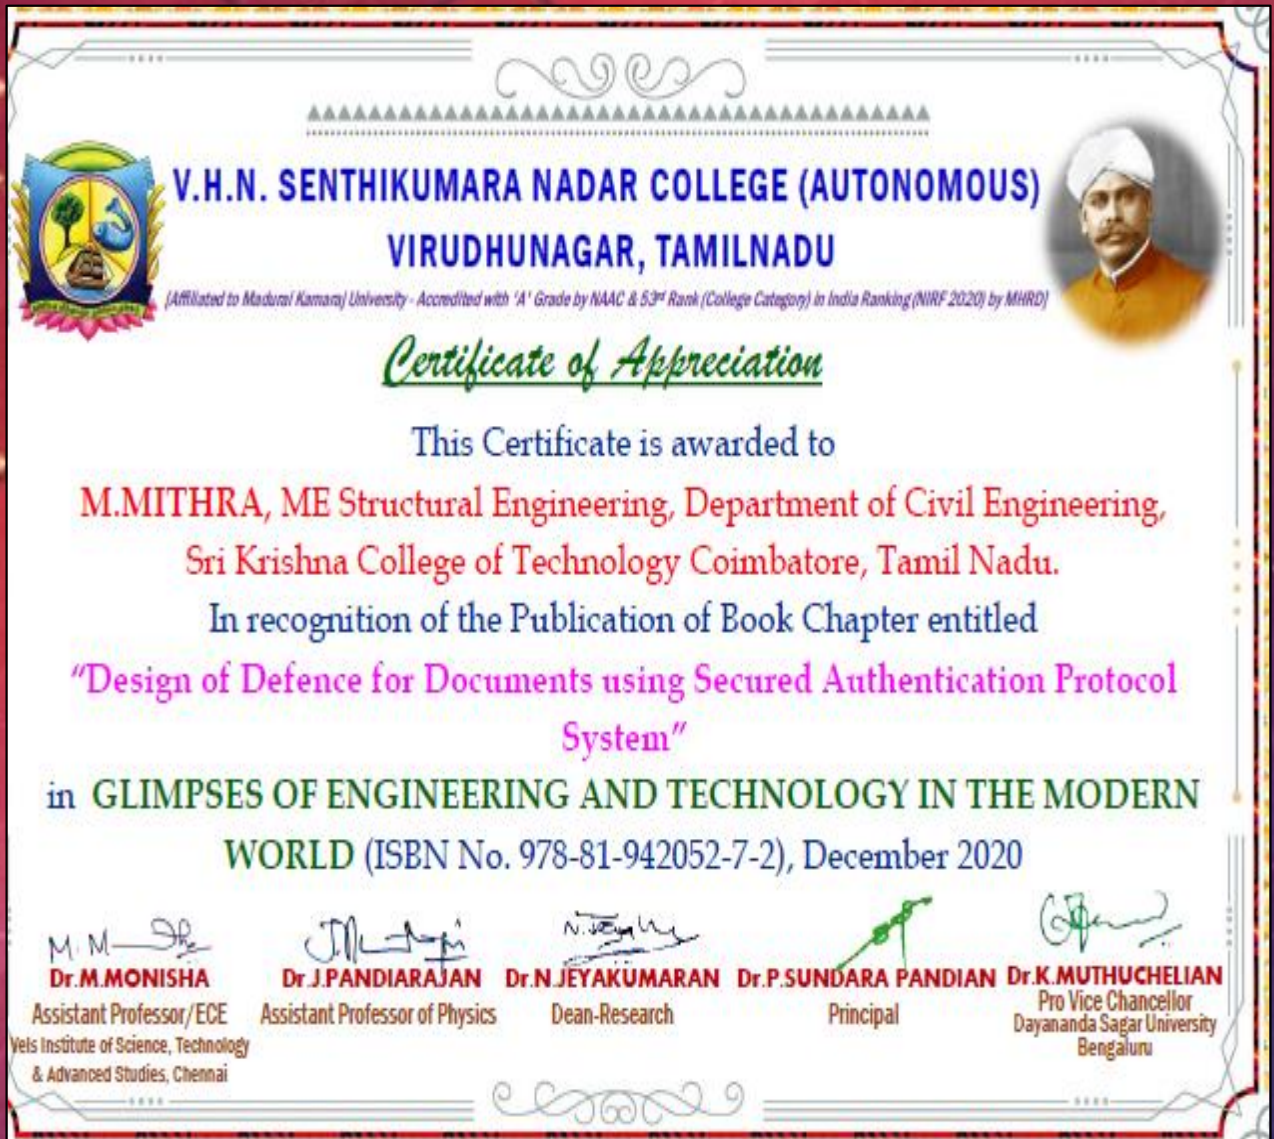 V.H.N. SENTHIKUMARA NADAR COLLEGE (AUTONOMOUS)
VIRUDHUNAGAR, TAMILNADU
(Affiliated to Madurai Kamaraj University - Accredited with 'A' Grade by NAAC & 53rd Rank (College Category) in India Ranking (NIRF 2020) by MHRD)
Certificate of Appreciation
This Certificate is awarded to
M.MITHRA, ME Structural Engineering, Department of Civil Engineering,
Sri Krishna College of Technology Coimbatore, Tamil Nadu.
In recognition of the Publication of Book Chapter entitled
“Design of Defence for Documents using Secured Authentication Protocol
System”
in GLIMPSES OF ENGINEERING AND TECHNOLOGY IN THE MODERN
WORLD (ISBN No. 978-81-942052-7-2), December 2020
Dr.M.MONISHA
Assistant Professor/ECE
Vels Institute of Science, Technology
& Advanced Studies, Chennai
Dr.J.PANDIARAJAN
Assistant Professor of Physics
Dr.N.JEYAKUMARAN
Dean-Research
Dr.P.SUNDARA PANDIAN
Principal
Dr.K.MUTHUCHELIAN
Pro Vice Chancellor
Dayananda Sagar University
Bengaluru